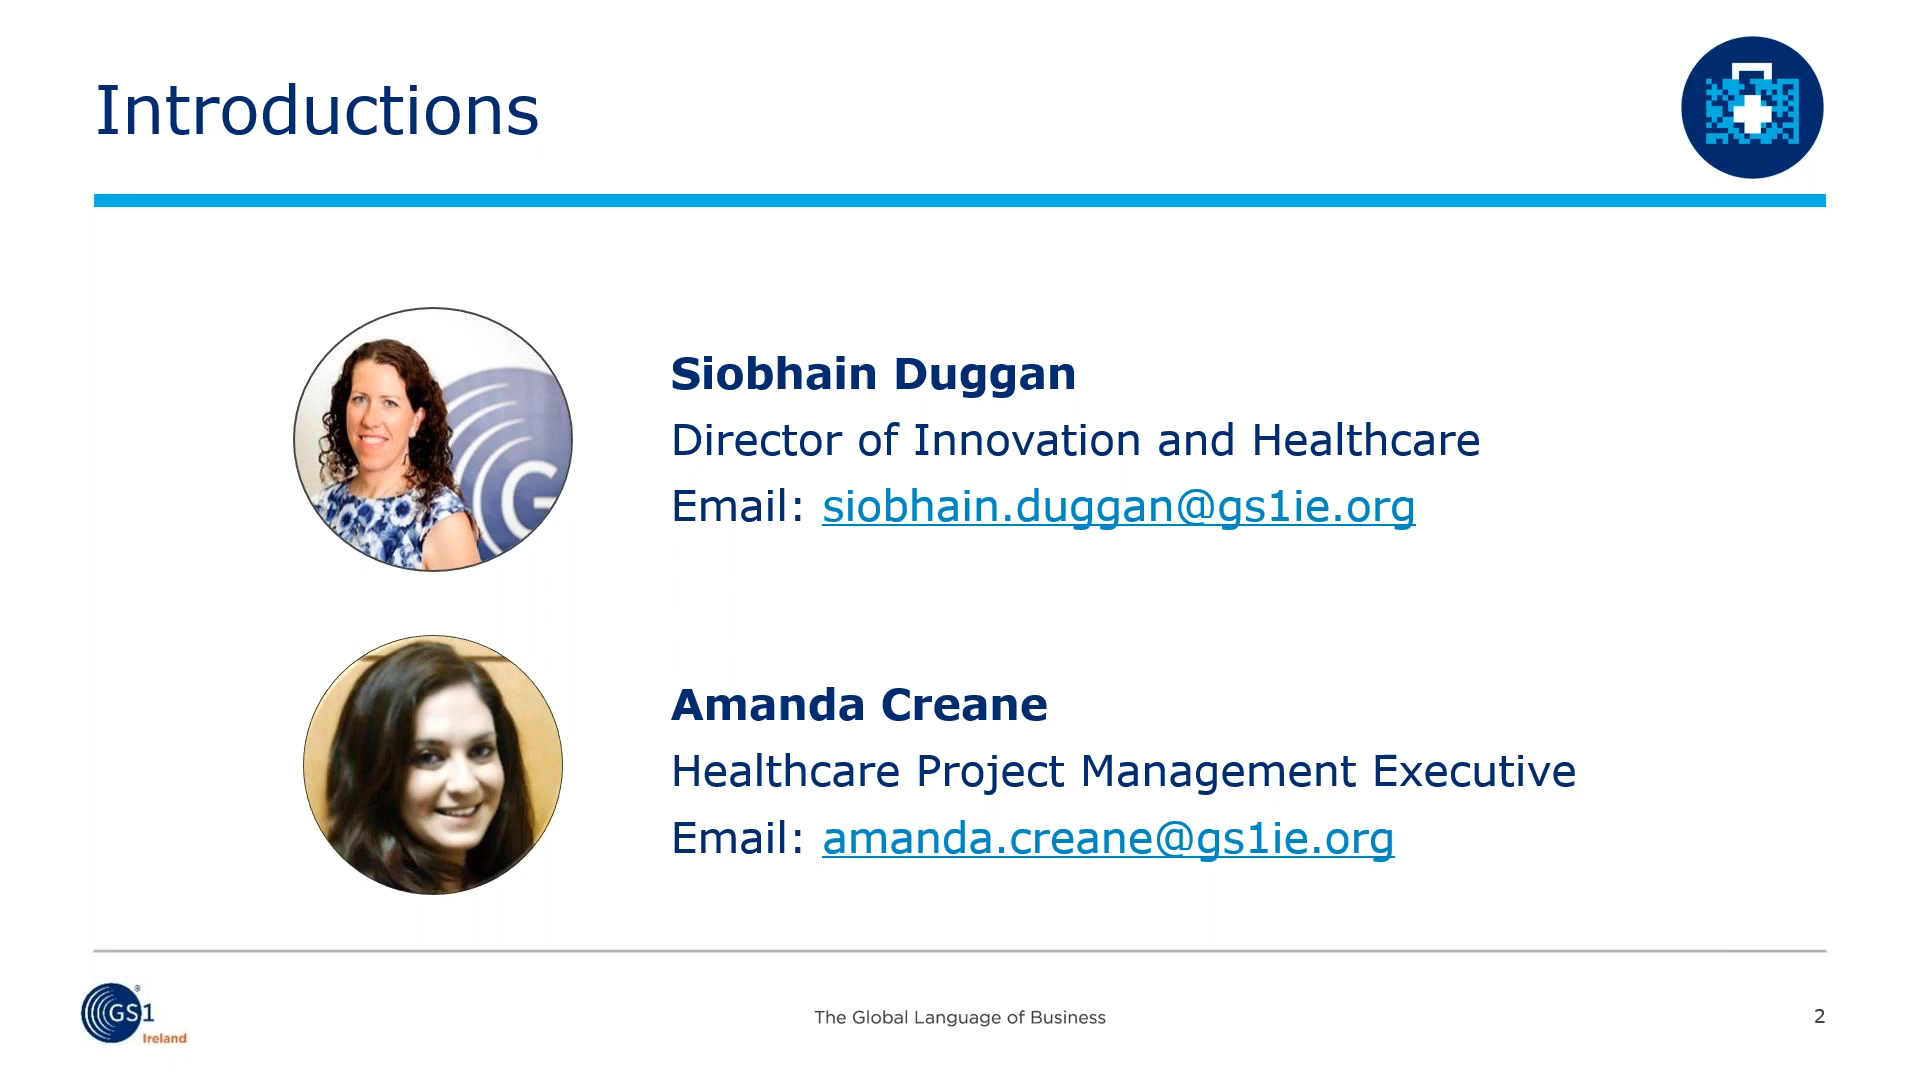 Introductions
Siobhain Duggan
Director of Innovation and Healthcare
Email: siobhain.duggan@gs1ie.org
Amanda Creane
Healthcare Project Management Executive
Email: amanda.creane@gs1ie.org
G
GS1®
Ireland
The Global Language of Business
2